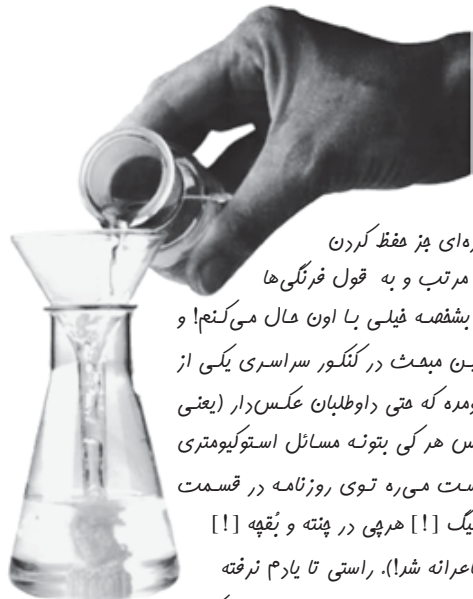 ره‌ای جز حفظ کردن
مرتب و به قول فرنگی‌ها
بشخصه خیلی با اون حال می‌کنم! و
ین مبحث در کنکور سراسری یکی از
ومره که حتی داوطلبان عکس‌دار (یعنی
س هر کی بتونه مسائل استوکیومتری
ست می‌ره توی روزنامه در قسمت
یگ [!] هرچی در چنته و بُقچه [!]
اعرانه شد!). راستی تا یادم نرفته